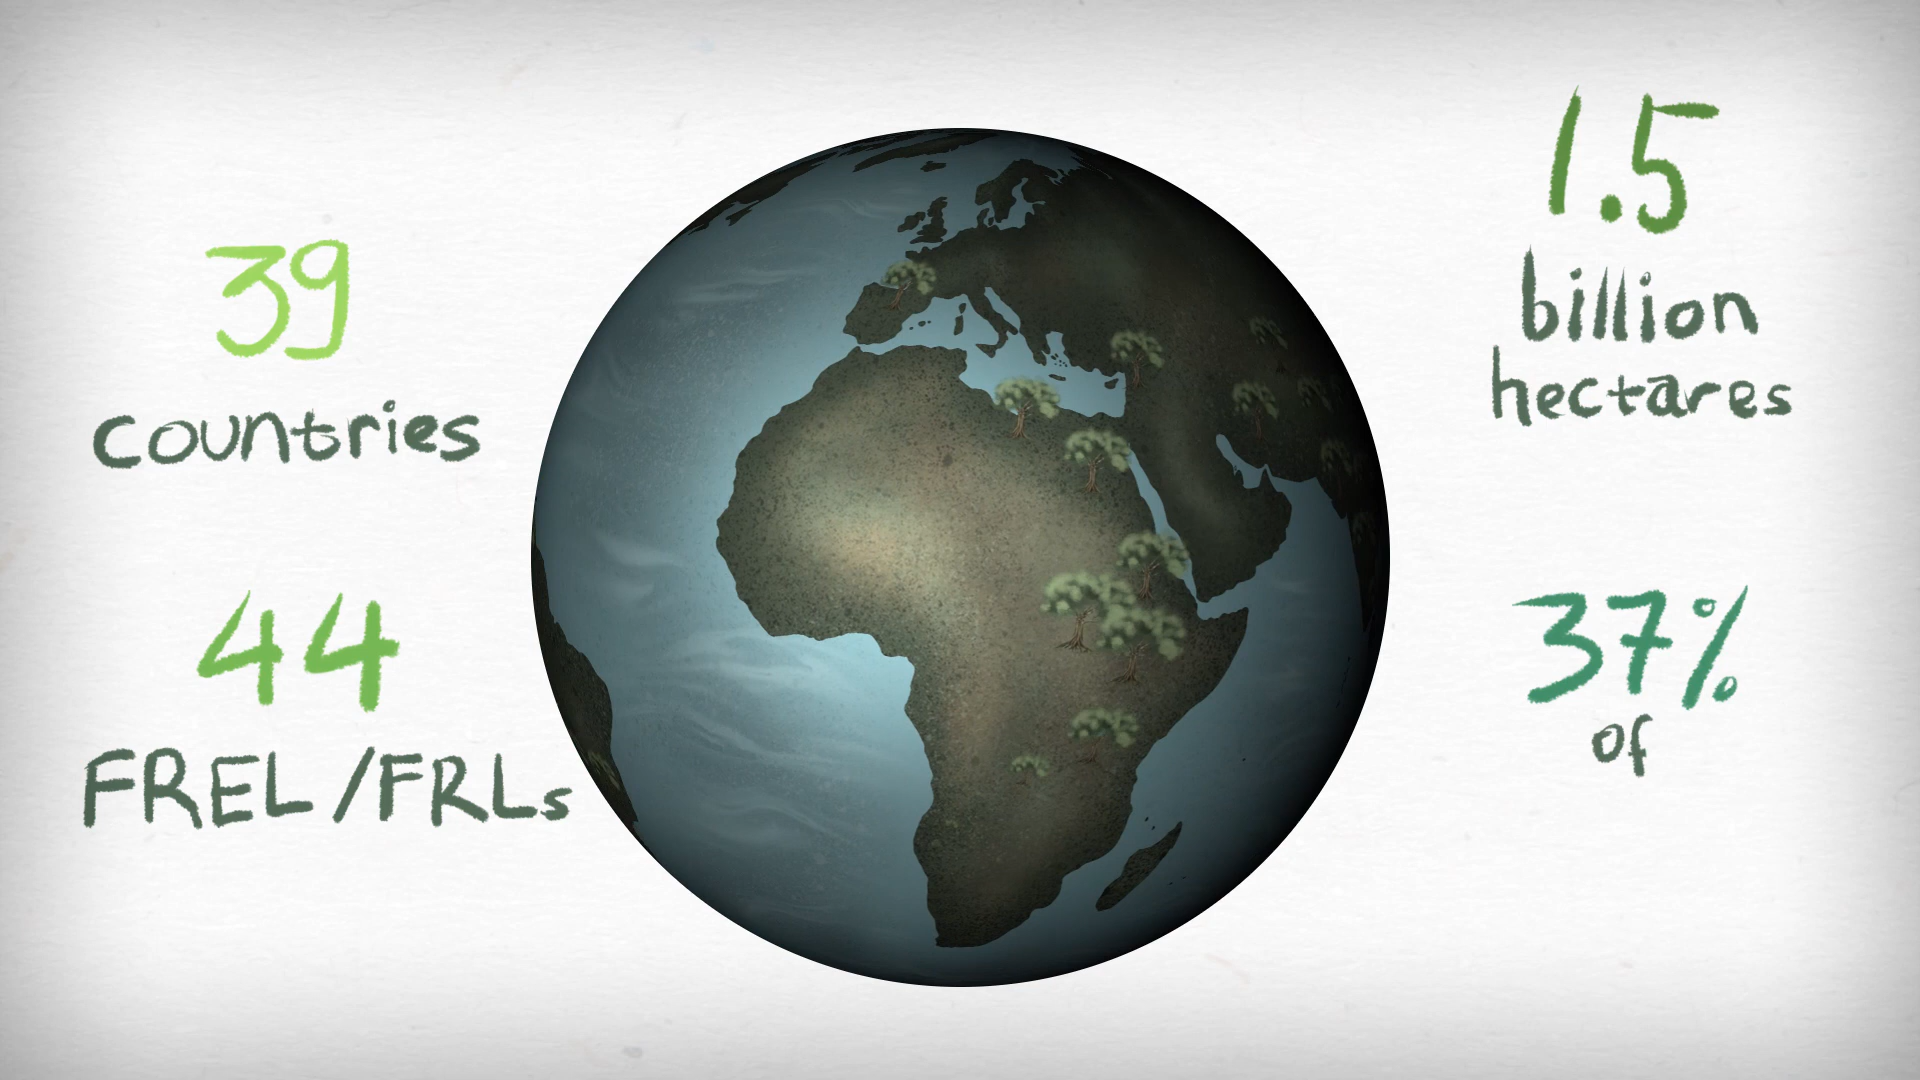 39
countries
44
FREL/FRLs
1.5
billion
hectares
37%
of